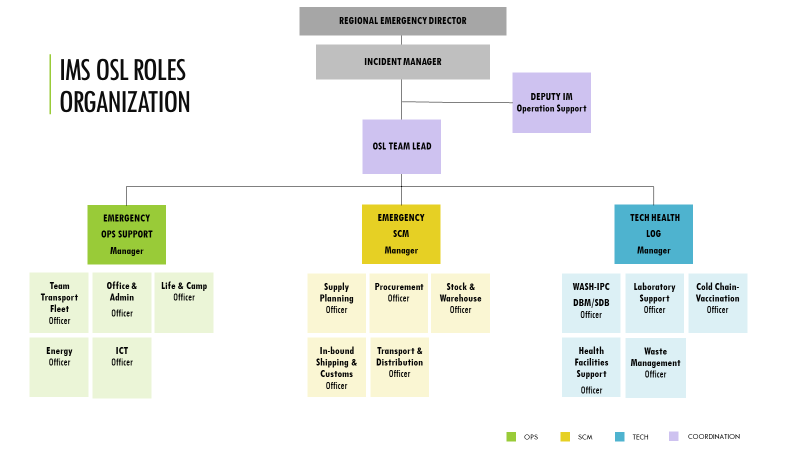 REGIONAL EMERGENCY DIRECTOR
INCIDENT MANAGER
IMS OSL ROLES
ORGANIZATION
DEPUTY IM
Operation Support
OSL TEAM LEAD
EMERGENCY
OPS SUPPORT
Manager
EMERGENCY
SCM
Manager
TECH HEALTH
LOG
Manager
Team
Transport
Fleet
Officer
Office &
Admin
Officer
Life & Camp
Officer
Supply
Planning
Officer
Procurement
Officer
Stock &
Warehouse
Officer
WASH-IPC
DBM/SDB
Officer
Laboratory
Support
Officer
Cold Chain-
Vaccination
Officer
Energy
Officer
ICT
Officer
In-bound
Shipping &
Customs
Officer
Transport &
Distribution
Officer
Health
Facilities
Support
Officer
Waste
Management
Officer
OPS
SCM
TECH
COORDINATION